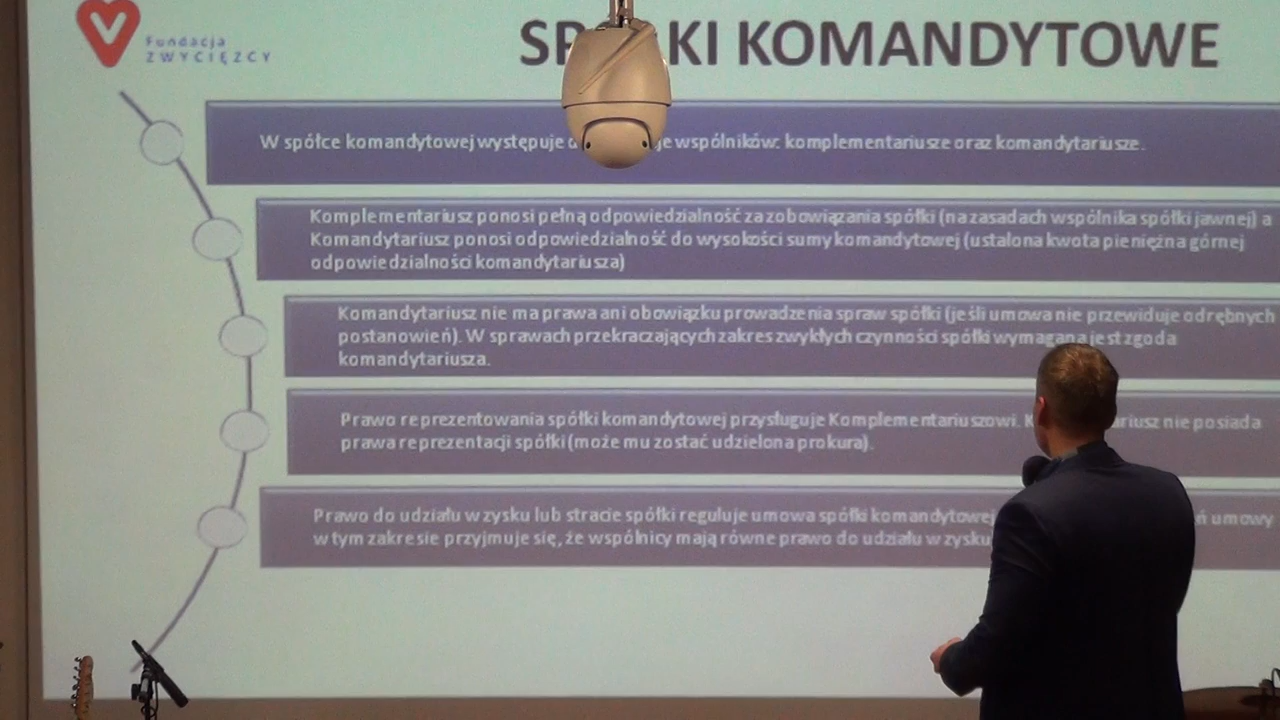 Fundacja
ZWYCIĘZCY
KI KOMANDYTOWE
W spółce komandytowej występuje wspólników: komplementariusze oraz komandytariusze.
Komplementariusz ponosi pełną odpowiedzialność za zobowiązania spółki (na zasadach wspólnika spółki jawnej) a
Komandytariusz ponosi odpowiedzialność do wysokości sumy komandytowej (ustalona kwota pieniężna górnej
odpowiedzialności komandytariusza)
Komandytariusz nie ma prawa ani obowiązku prowadzenia spraw spółki (jeśli umowa nie przewiduje odrębnych
postanowień). W sprawach przekraczających zakres zwykłych czynności spółki wymagana jest zgoda
komandytariusza.
Prawo reprezentowania spółki komandytowej przysługuje Komplementariuszowi. nie posiada
prawa reprezentacji spółki (może mu zostać udzielona prokura).
Prawo do udziału w zysku lub stracie spółki reguluje umowa spółki komandytowej umowy
w tym zakresie przyjmuje się, że wspólnicy mają równe prawo do udziału w zysku